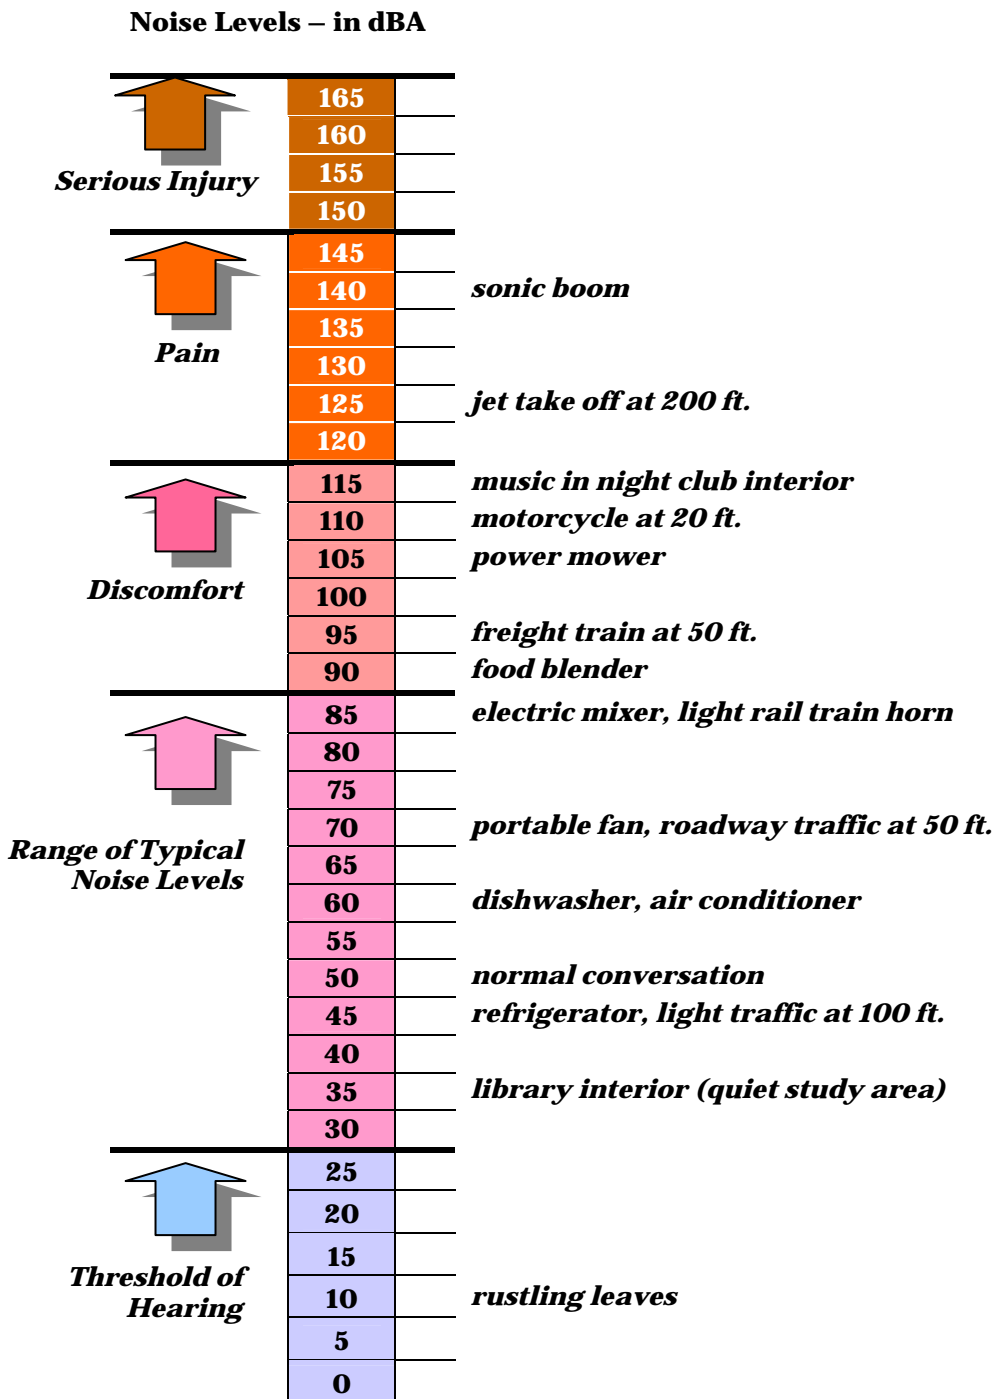 Noise Levels – in dBA
165
160
155
Serious Injury
150
145
140 sonic boom
135
Pain
130
125 jet take off at 200 ft.
120
115 music in night club interior
110 motorcycle at 20 ft.
105 power mower
Discomfort
100
95 freight train at 50 ft.
90 food blender
85 electric mixer, light rail train horn
80
75
70 portable fan, roadway traffic at 50 ft.
Range of Typical
65
Noise Levels
60 dishwasher, air conditioner
55
50 normal conversation
45 refrigerator, light traffic at 100 ft.
40
35 library interior (quiet study area)
30
25
20
15
Threshold of
10 rustling leaves
Hearing
5
0